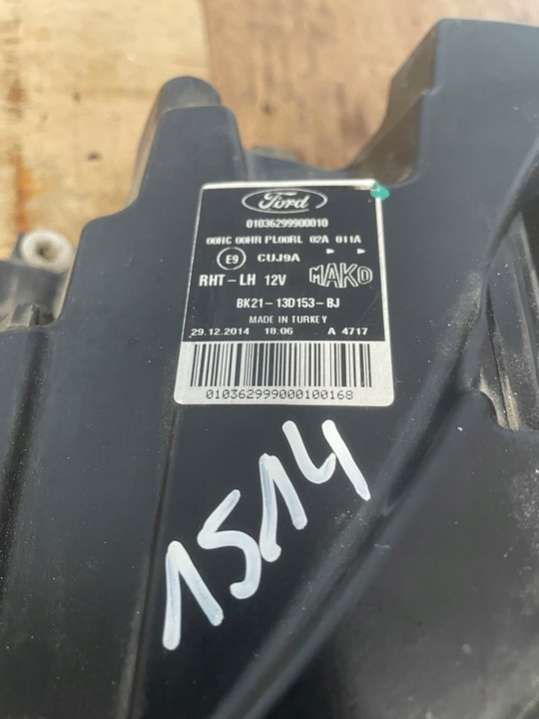 Ford
01036299900010
00HC 00HR PL00RL 02A 011A
E9 CUJ9A
RHT-LH 12V MAKO
BK21-13D153-BJ
MADE IN TURKEY
29.12.2014 18:06 A 4717
010362999000100168
1514